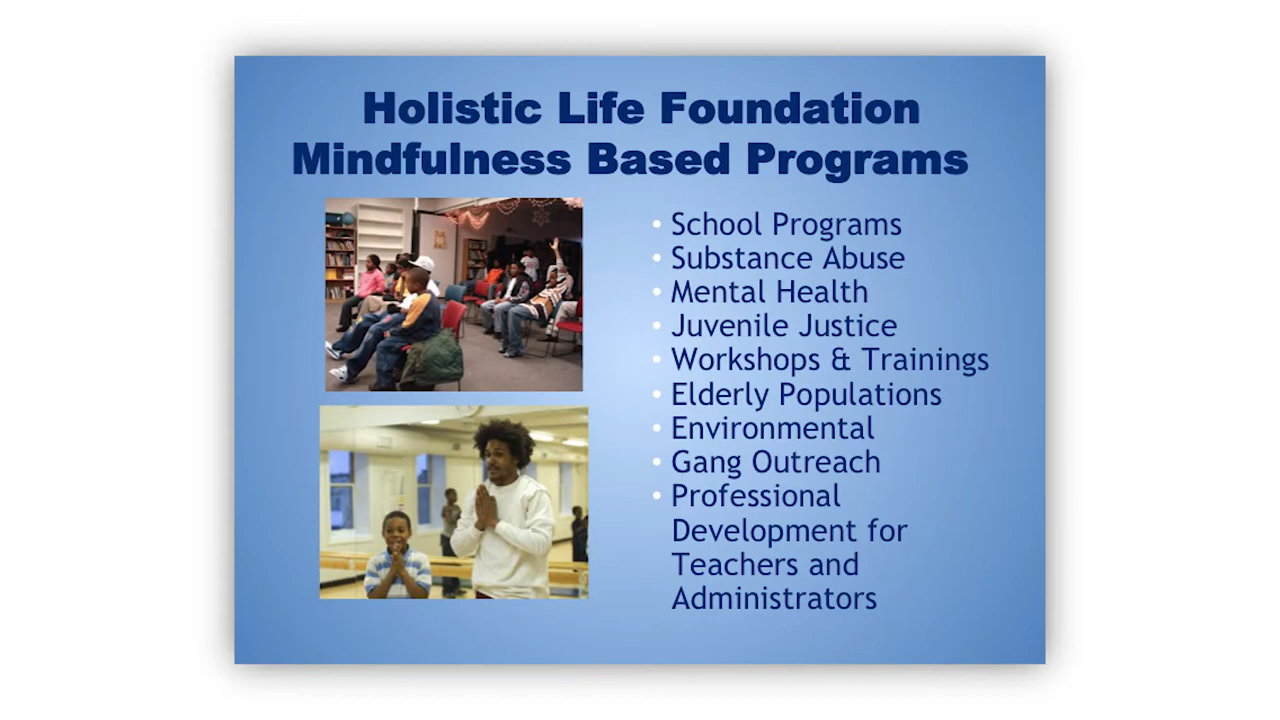 Holistic Life Foundation
Mindfulness Based Programs
• School Programs
• Substance Abuse
• Mental Health
• Juvenile Justice
• Workshops & Trainings
• Elderly Populations
• Environmental
• Gang Outreach
• Professional
Development for
Teachers and
Administrators